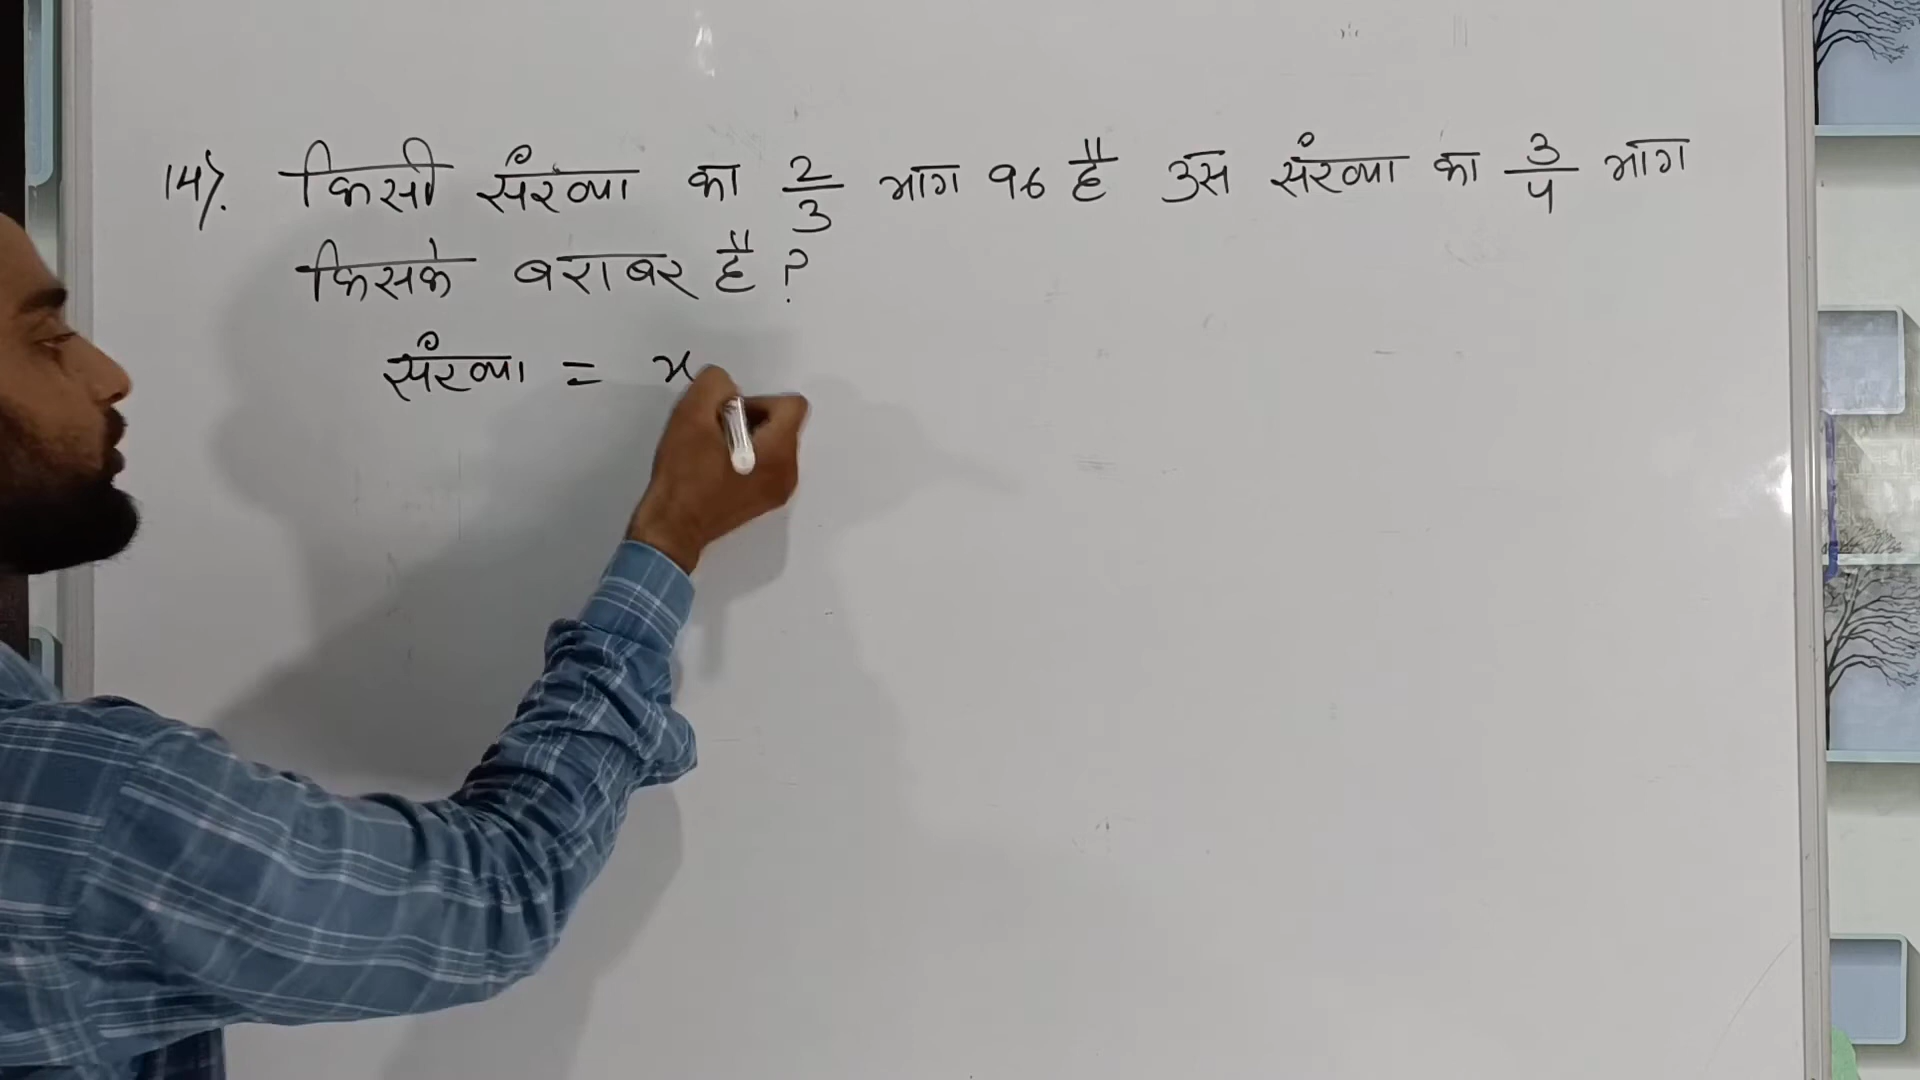 14). किसी संख्या का 2/3 भाग 96 है उस संख्या का 3/4 भाग
किसके बराबर है ?
संख्या = x